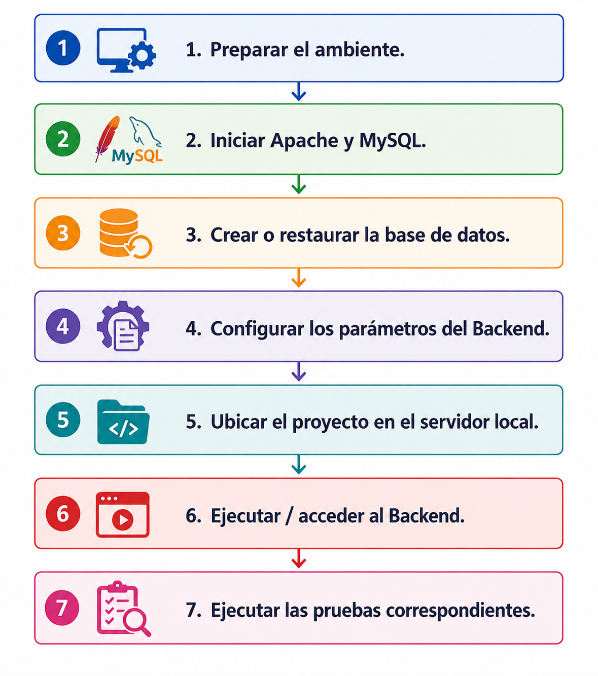 1
1. Preparar el ambiente.
2
MySQL
2. Iniciar Apache y MySQL.
3
3. Crear o restaurar la base de datos.
4
4. Configurar los parámetros del Backend.
5
</>
5. Ubicar el proyecto en el servidor local.
6
6. Ejecutar / acceder al Backend.
7
7. Ejecutar las pruebas correspondientes.